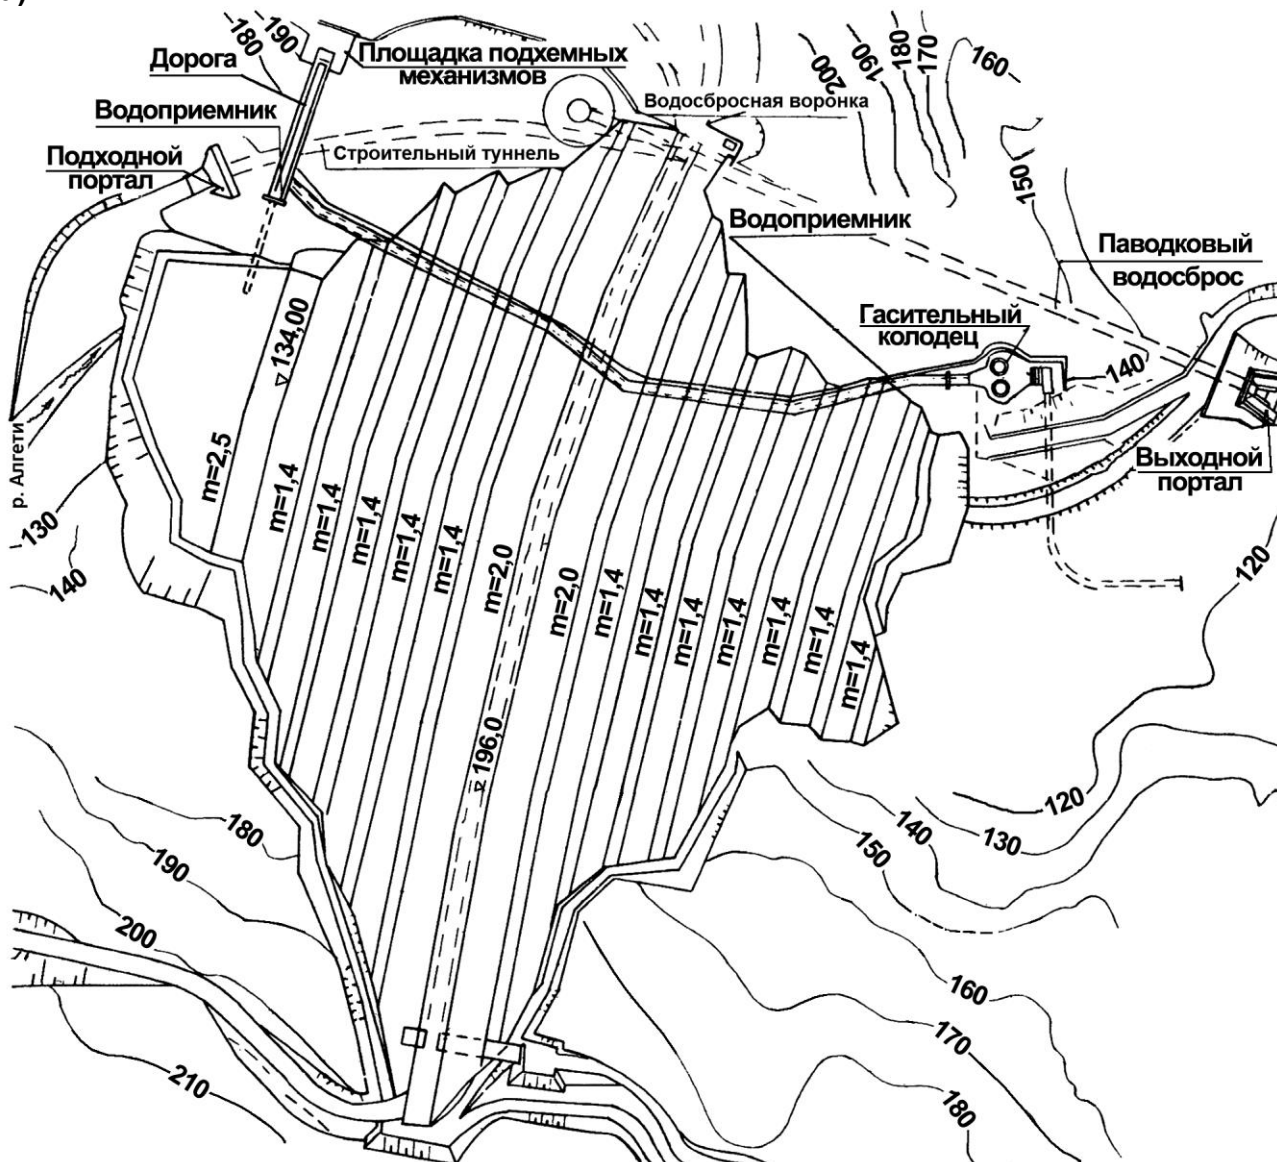 190
180
Дорога
Площадка подхемных
механизмов
200
190
180
170
160
Водоприемник
Водосбросная воронка
Подходной
портал
Строительный туннель
150
Водоприемник
Паводковый
водосброс
▽134,00
Гасительный
колодец
140
р. Алгети
Выходной
портал
130
140
120
m=2,5
m=1,4
m=1,4
m=1,4
m=1,4
m=1,4
m=2,0
m=2,0
m=1,4
m=1,4
m=1,4
m=1,4
m=1,4
m=1,4
m=1,4
▽196,0
120
130
140
150
180
190
200
160
170
180
210